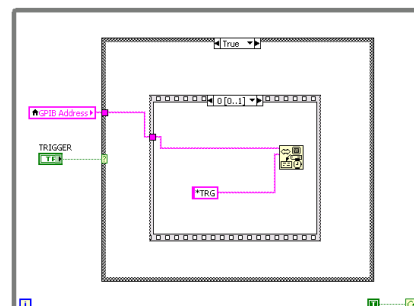 True
0 [0..1]
GPIB Address
TRIGGER
TF
*TRG
i
T